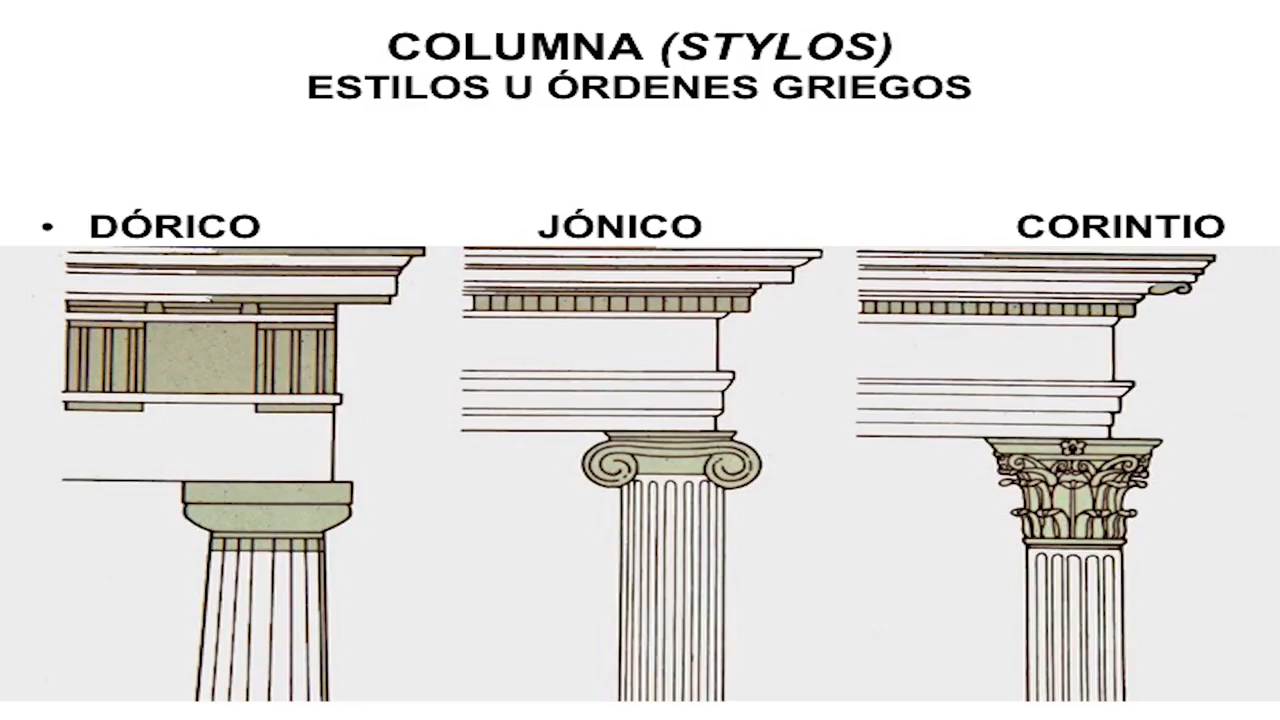 COLUMNA (STYLOS)
ESTILOS U ÓRDENES GRIEGOS
• DÓRICO JÓNICO CORINTIO